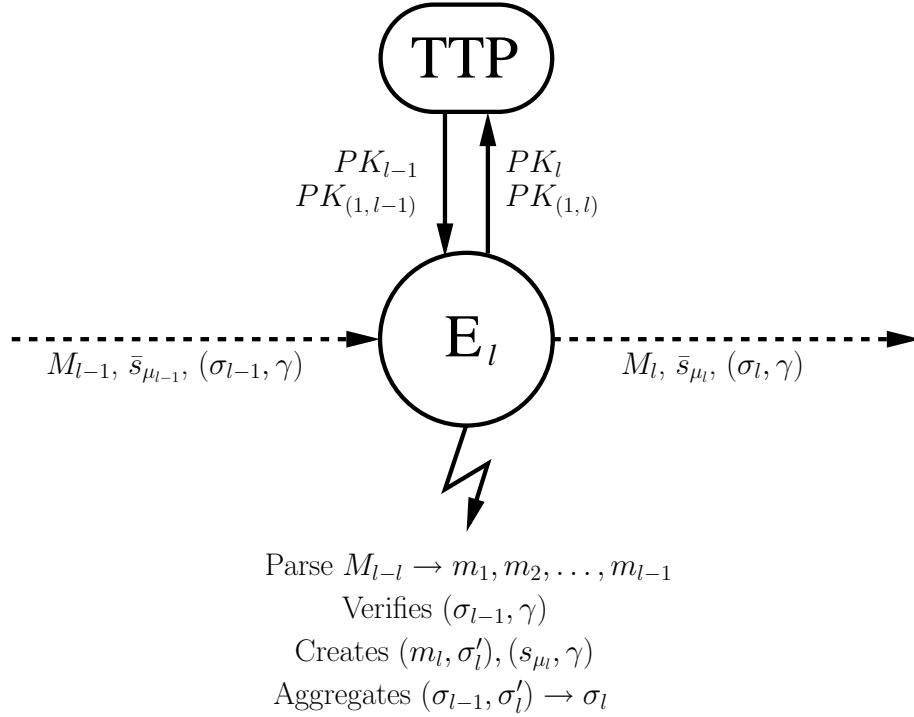 TTP
PK_{l−1} PK_l
PK_{(1, l−1)} PK_{(1, l)}
E_l
M_{l−1}, s̄_{μ_{l−1}}, (σ_{l−1}, γ) M_l, s̄_{μ_l}, (σ_l, γ)
Parse M_{l−l} → m_1, m_2, . . . , m_{l−1}
Verifies (σ_{l−1}, γ)
Creates (m_l, σ′_l), (s_{μ_l}, γ)
Aggregates (σ_{l−1}, σ′_l) → σ_l